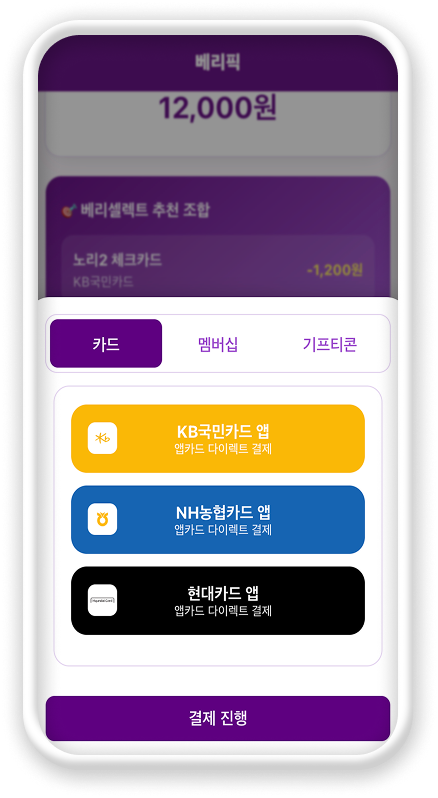 베리픽
12,000원
베리셀렉트 추천 조합
노리2 체크카드
-1,200원
KB국민카드
카드
멤버십
기프티콘
KB국민카드 앱
앱카드 다이렉트 결제
NH농협카드 앱
앱카드 다이렉트 결제
현대카드 앱
앱카드 다이렉트 결제
결제 진행